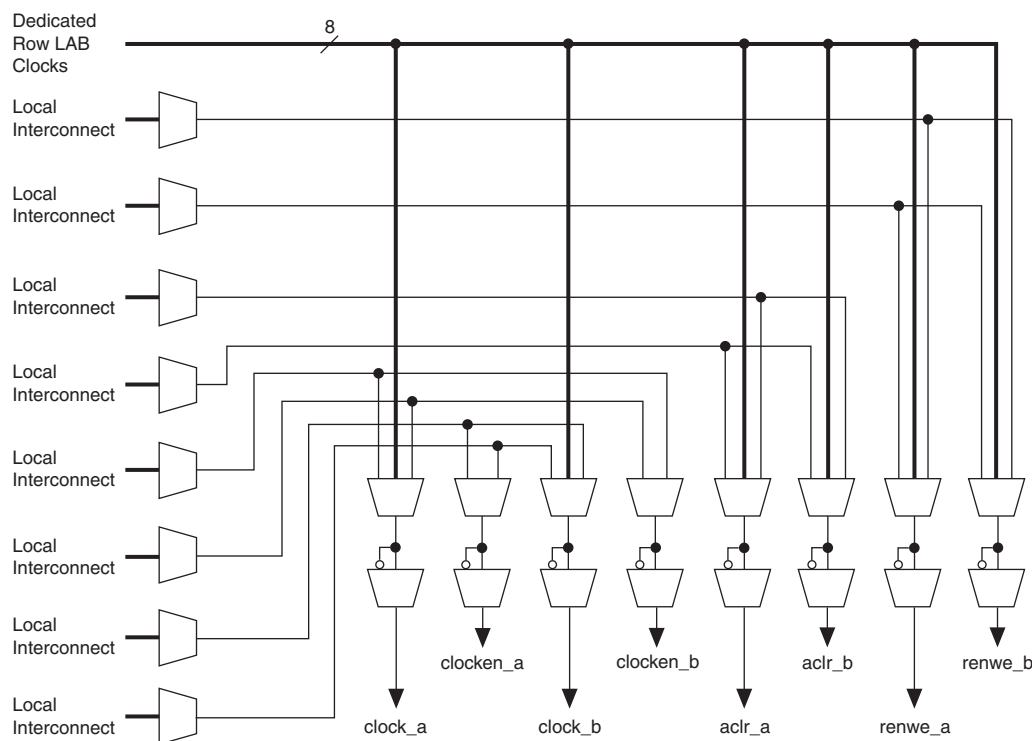 Dedicated
Row LAB
Clocks
8
Local
Interconnect
Local
Interconnect
Local
Interconnect
Local
Interconnect
Local
Interconnect
Local
Interconnect
Local
Interconnect
Local
Interconnect
clocken_a
clocken_b
aclr_b
renwe_b
clock_a
clock_b
aclr_a
renwe_a